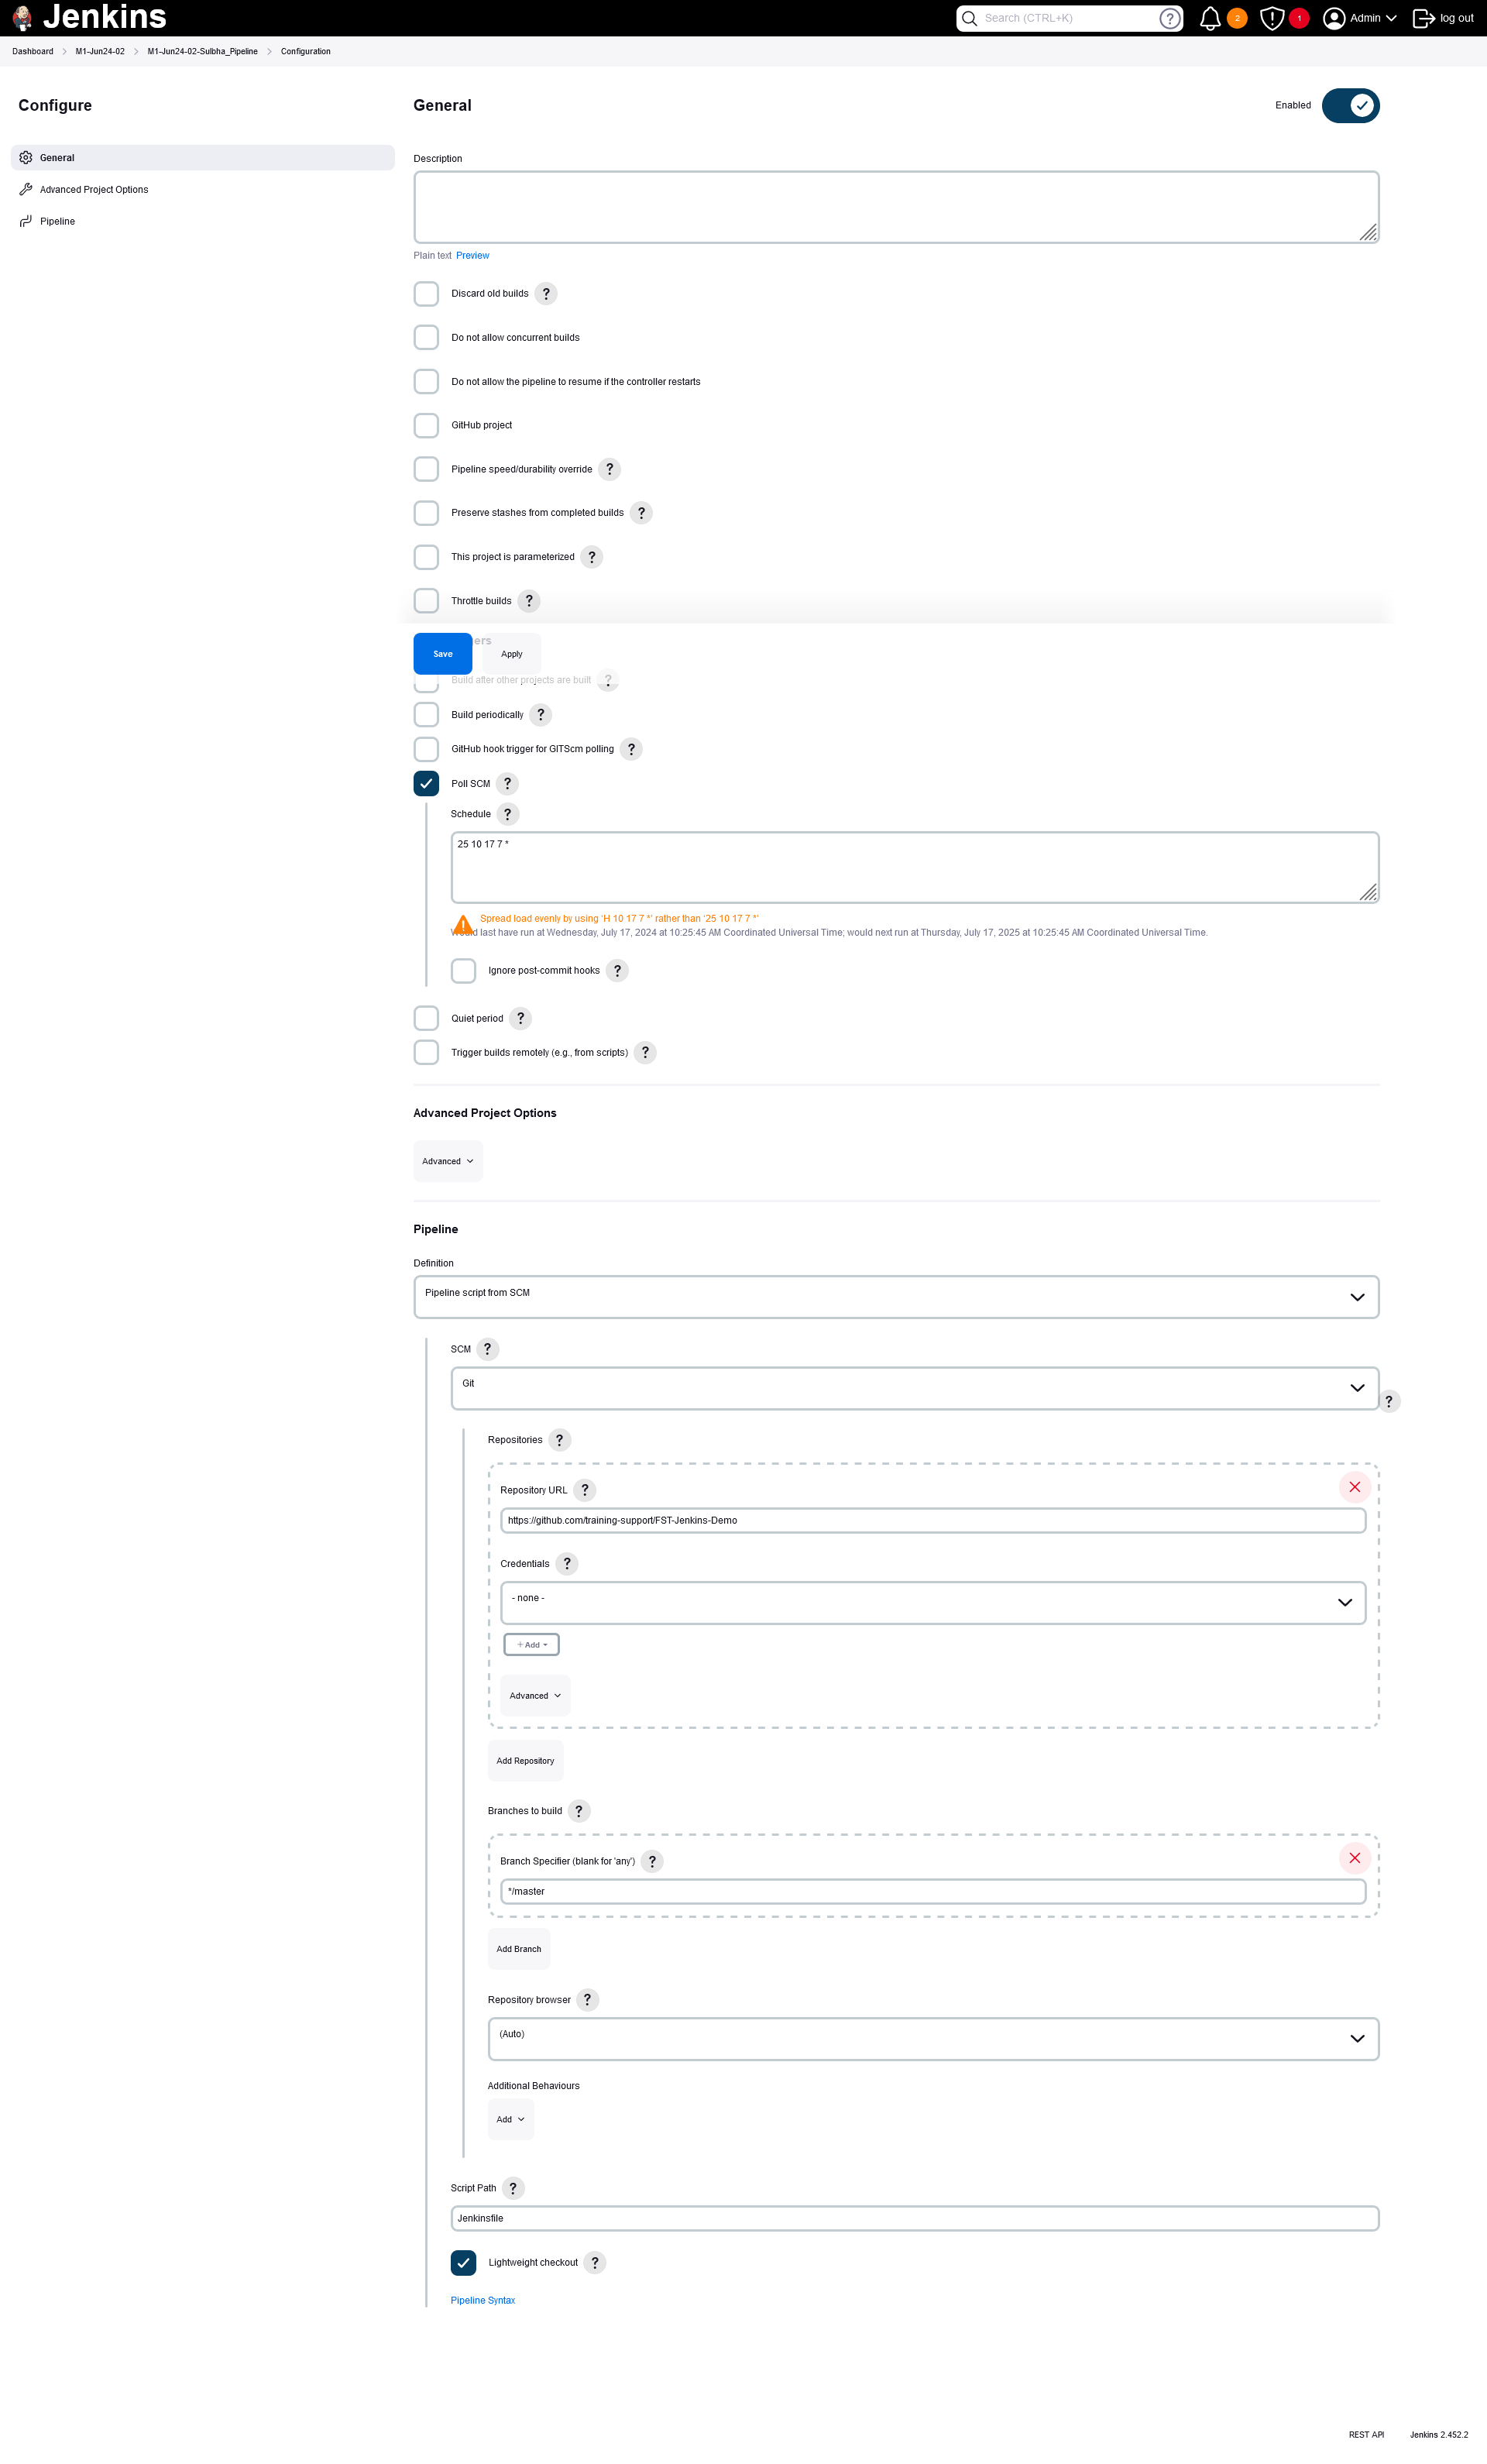 Jenkins
Search (CTRL+K)
?
2
1
Admin
log out
Dashboard
M1-Jun24-02
M1-Jun24-02-Sulbha_Pipeline
Configuration
Configure
General
Advanced Project Options
Pipeline
General
Enabled
Description
Plain text Preview
Discard old builds ?
Do not allow concurrent builds
Do not allow the pipeline to resume if the controller restarts
GitHub project
Pipeline speed/durability override ?
Preserve stashes from completed builds ?
This project is parameterized ?
Throttle builds ?
ers
Save
Apply
Build after other projects are built ?
Build periodically ?
GitHub hook trigger for GITScm polling ?
Poll SCM ?
Schedule ?
25 10 17 7 *
Spread load evenly by using ‘H 10 17 7 *’ rather than ‘25 10 17 7 *’
Would last have run at Wednesday, July 17, 2024 at 10:25:45 AM Coordinated Universal Time; would next run at Thursday, July 17, 2025 at 10:25:45 AM Coordinated Universal Time.
Ignore post-commit hooks ?
Quiet period ?
Trigger builds remotely (e.g., from scripts) ?
Advanced Project Options
Advanced
Pipeline
Definition
Pipeline script from SCM
SCM ?
Git
?
Repositories ?
Repository URL ?
https://github.com/training-support/FST-Jenkins-Demo
Credentials ?
- none -
+ Add
Advanced
Add Repository
Branches to build ?
Branch Specifier (blank for 'any') ?
*/master
Add Branch
Repository browser ?
(Auto)
Additional Behaviours
Add
Script Path ?
Jenkinsfile
Lightweight checkout ?
Pipeline Syntax
REST API
Jenkins 2.452.2